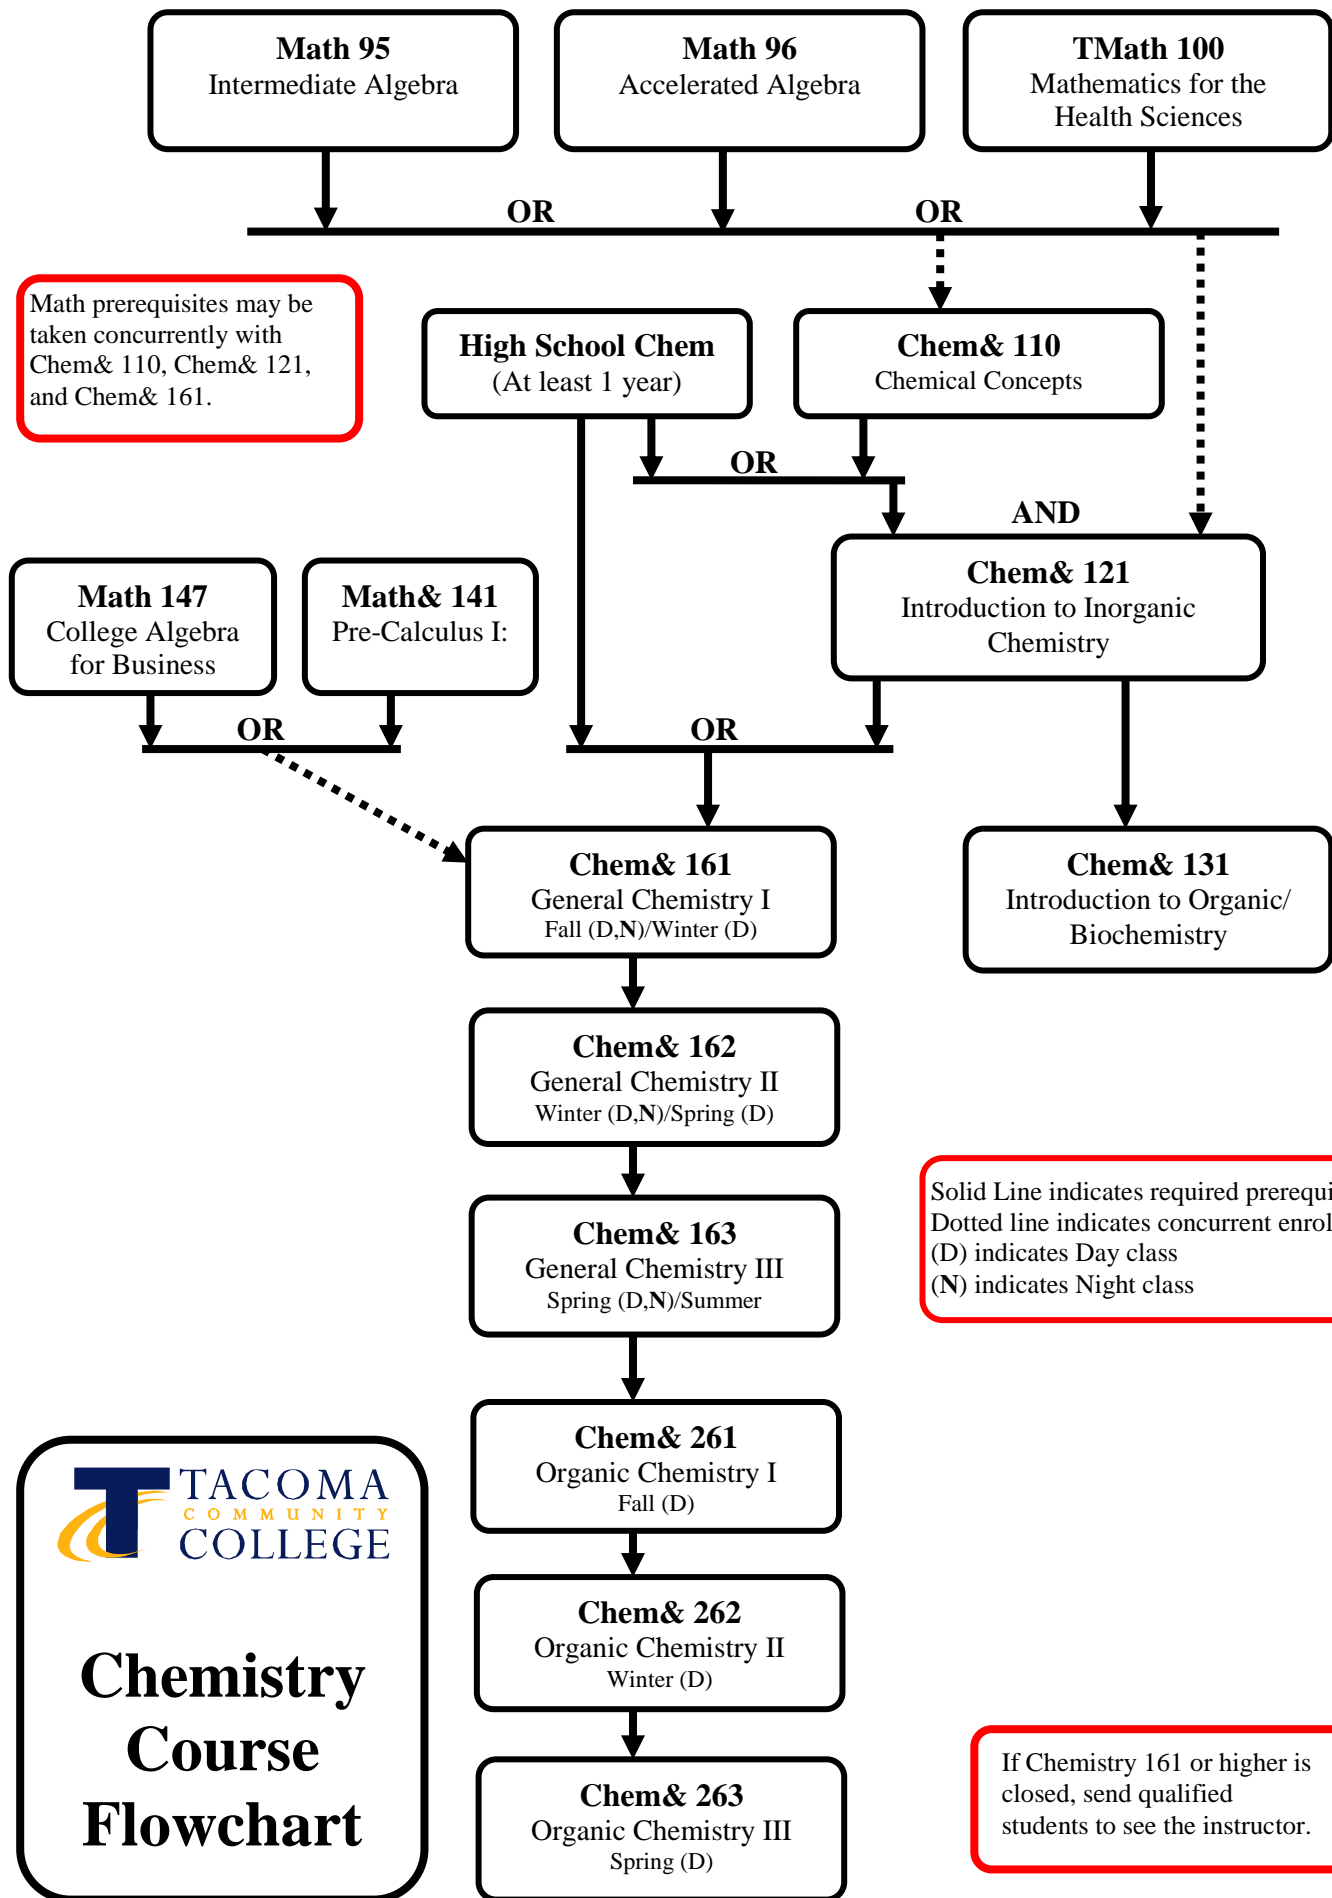 Math 95
Intermediate Algebra
Math 96
Accelerated Algebra
TMath 100
Mathematics for the
Health Sciences
OR
OR
Math prerequisites may be
taken concurrently with
Chem& 110, Chem& 121,
and Chem& 161.
High School Chem
(At least 1 year)
Chem& 110
Chemical Concepts
OR
AND
Math 147
College Algebra
for Business
Math& 141
Pre-Calculus I:
Chem& 121
Introduction to Inorganic
Chemistry
OR
OR
Chem& 161
General Chemistry I
Fall (D,N)/Winter (D)
Chem& 131
Introduction to Organic/
Biochemistry
Chem& 162
General Chemistry II
Winter (D,N)/Spring (D)
Solid Line indicates required prerequi
Dotted line indicates concurrent enrol
(D) indicates Day class
(N) indicates Night class
Chem& 163
General Chemistry III
Spring (D,N)/Summer
Chem& 261
Organic Chemistry I
Fall (D)
TACOMA
COMMUNITY
COLLEGE
Chemistry
Course
Flowchart
Chem& 262
Organic Chemistry II
Winter (D)
Chem& 263
Organic Chemistry III
Spring (D)
If Chemistry 161 or higher is
closed, send qualified
students to see the instructor.